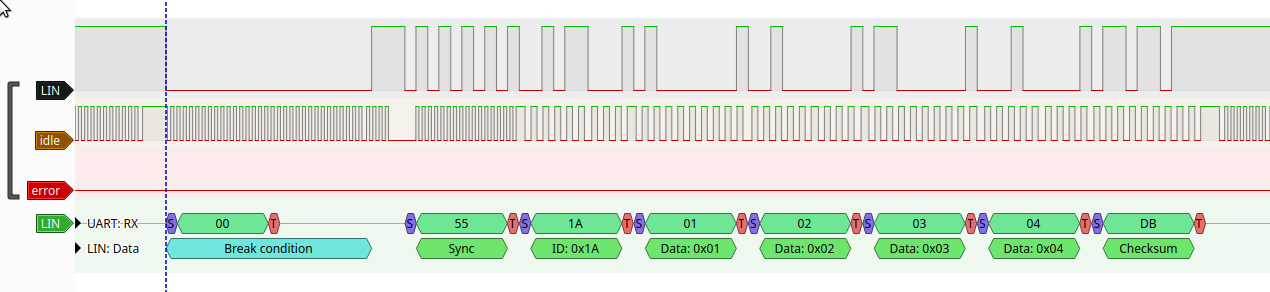 LIN
idle
error
LIN UART: RX S 00 T S 55 T S 1A T S 01 T S 02 T S 03 T S 04 T S DB T
LIN: Data Break condition Sync ID: 0x1A Data: 0x01 Data: 0x02 Data: 0x03 Data: 0x04 Checksum